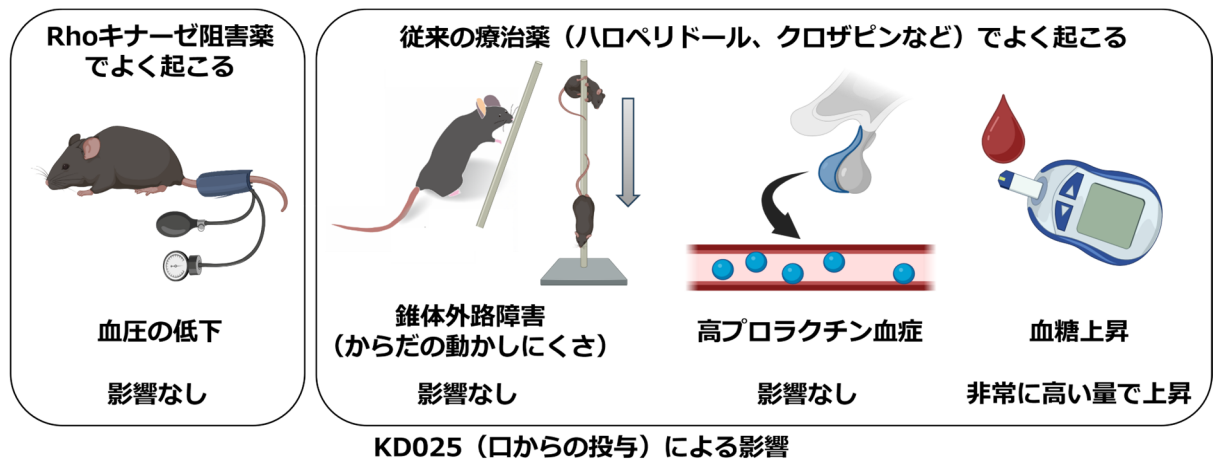 Rhoキナーゼ阻害薬
でよく起こる
血圧の低下
影響なし
従来の療治薬（ハロペリドール、クロザピンなど）でよく起こる
錐体外路障害
（からだの動かしにくさ）
影響なし
高プロラクチン血症
影響なし
血糖上昇
非常に高い量で上昇
KD025（口からの投与）による影響